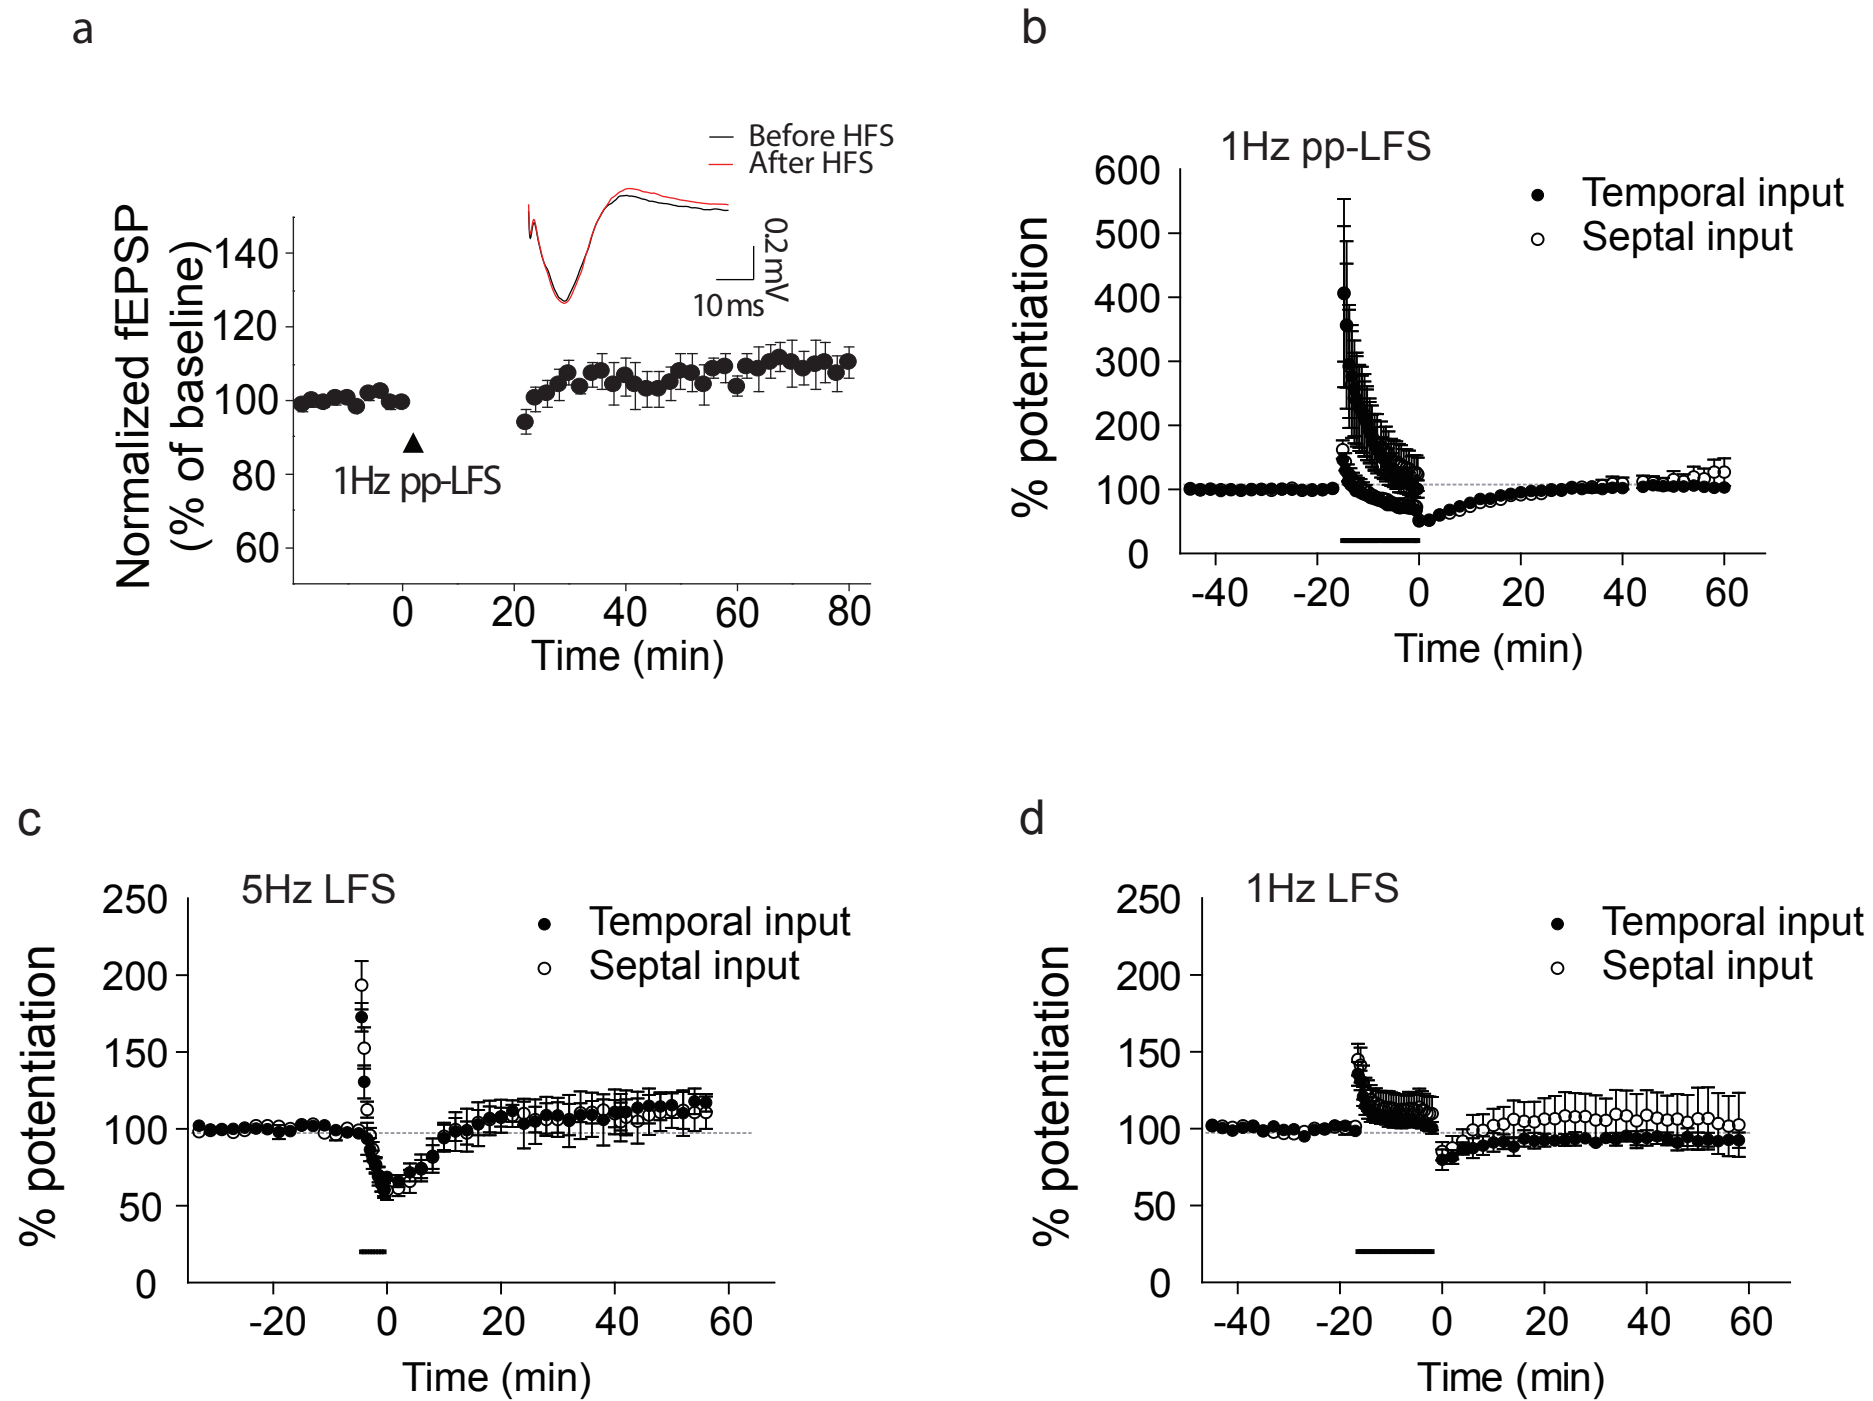 a
Before HFS
After HFS
0.2 mV
10 ms
Normalized fEPSP
(% of baseline)
140
120
100
80
60
1Hz pp-LFS
0 20 40 60 80
Time (min)
b
1Hz pp-LFS
Temporal input
Septal input
% potentiation
600
500
400
300
200
100
0
-40 -20 0 20 40 60
Time (min)
c
5Hz LFS
Temporal input
Septal input
% potentiation
250
200
150
100
50
0
-20 0 20 40 60
Time (min)
d
1Hz LFS
Temporal input
Septal input
% potentiation
250
200
150
100
50
0
-40 -20 0 20 40 60
Time (min)